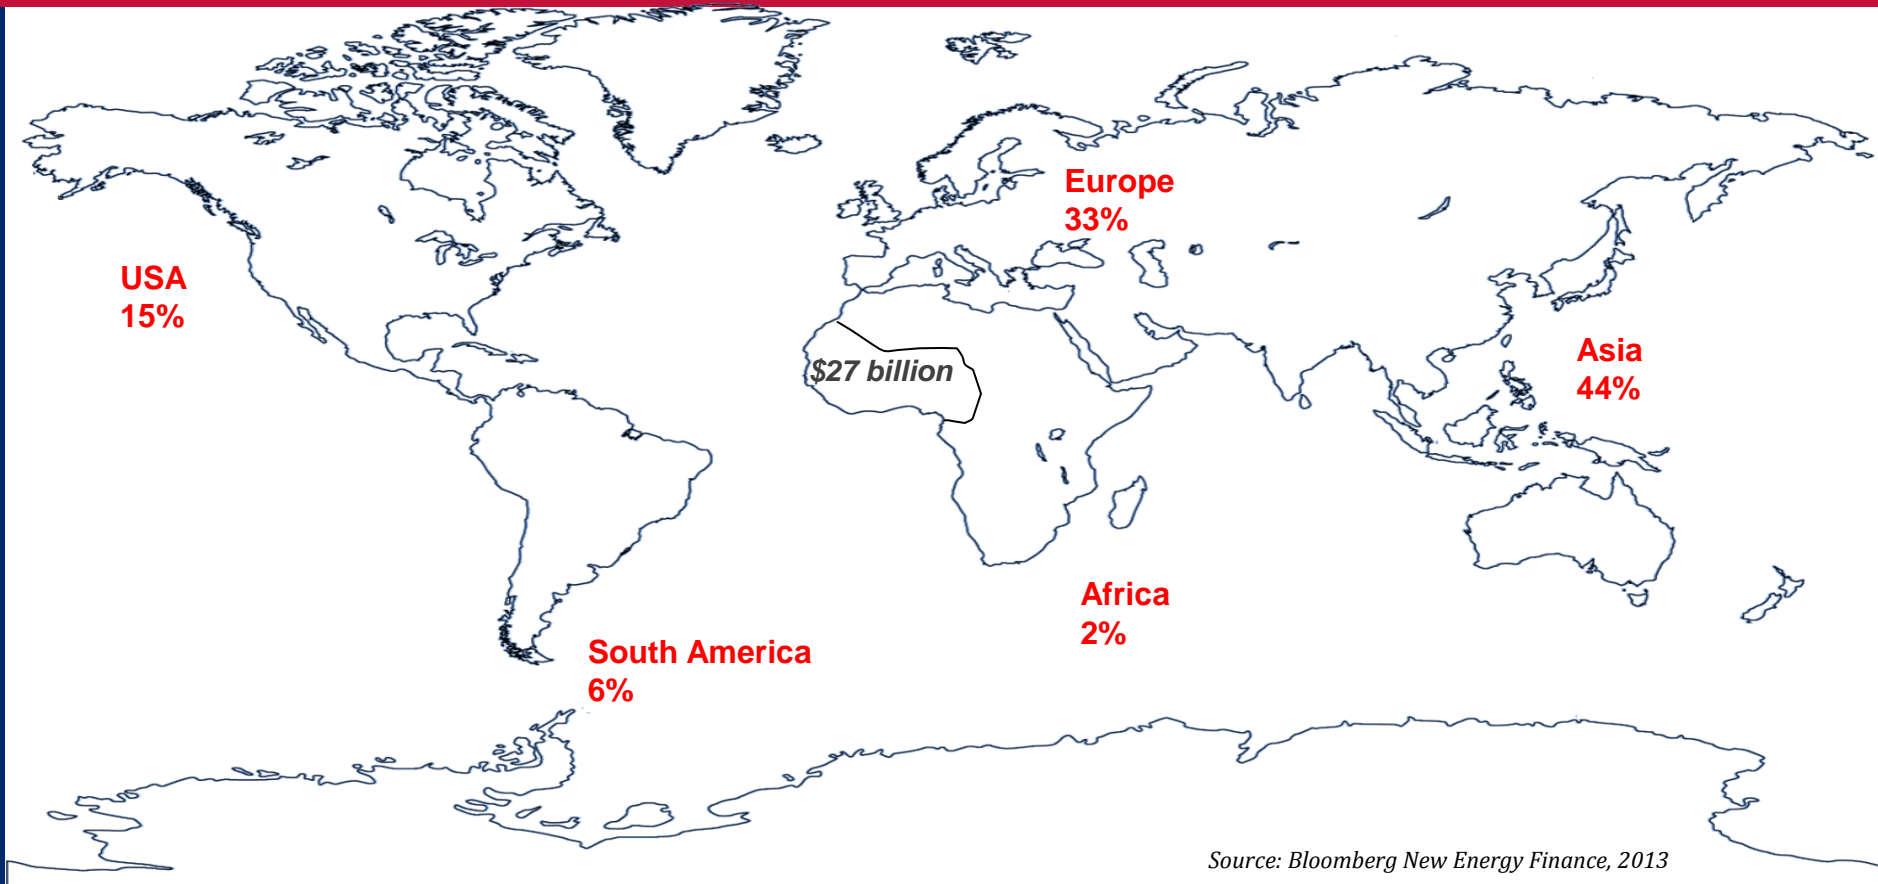 Europe
33%
USA
15%
Asia
44%
$27 billion
Africa
2%
South America
6%
Source: Bloomberg New Energy Finance, 2013